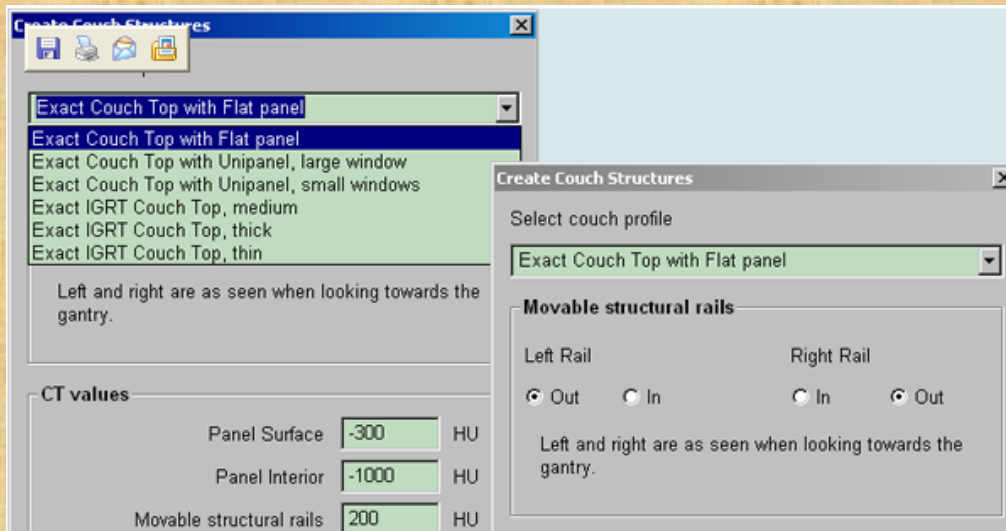 Create Couch Structures
Exact Couch Top with Flat panel
Exact Couch Top with Flat panel
Exact Couch Top with Unipanel, large window
Exact Couch Top with Unipanel, small windows
Exact IGRT Couch Top, medium
Exact IGRT Couch Top, thick
Exact IGRT Couch Top, thin
Left and right are as seen when looking towards the
gantry.
CT values
Panel Surface -300 HU
Panel Interior -1000 HU
Movable structural rails 200 HU
Create Couch Structures
Select couch profile
Exact Couch Top with Flat panel
Movable structural rails
Left Rail Right Rail
Out In In Out
Left and right are as seen when looking towards the
gantry.